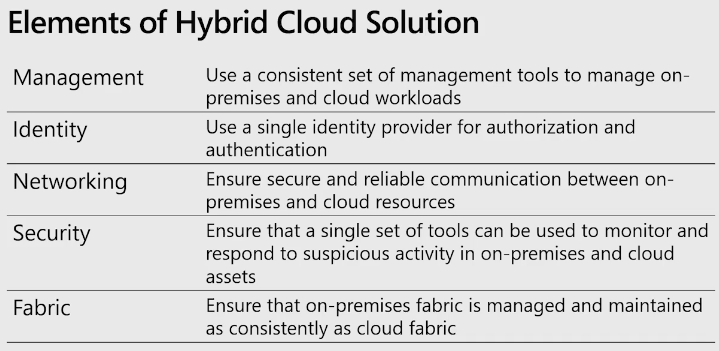 Elements of Hybrid Cloud Solution
Management
Use a consistent set of management tools to manage on-
premises and cloud workloads
Identity
Use a single identity provider for authorization and
authentication
Networking
Ensure secure and reliable communication between on-
premises and cloud resources
Security
Ensure that a single set of tools can be used to monitor and
respond to suspicious activity in on-premises and cloud
assets
Fabric
Ensure that on-premises fabric is managed and maintained
as consistently as cloud fabric